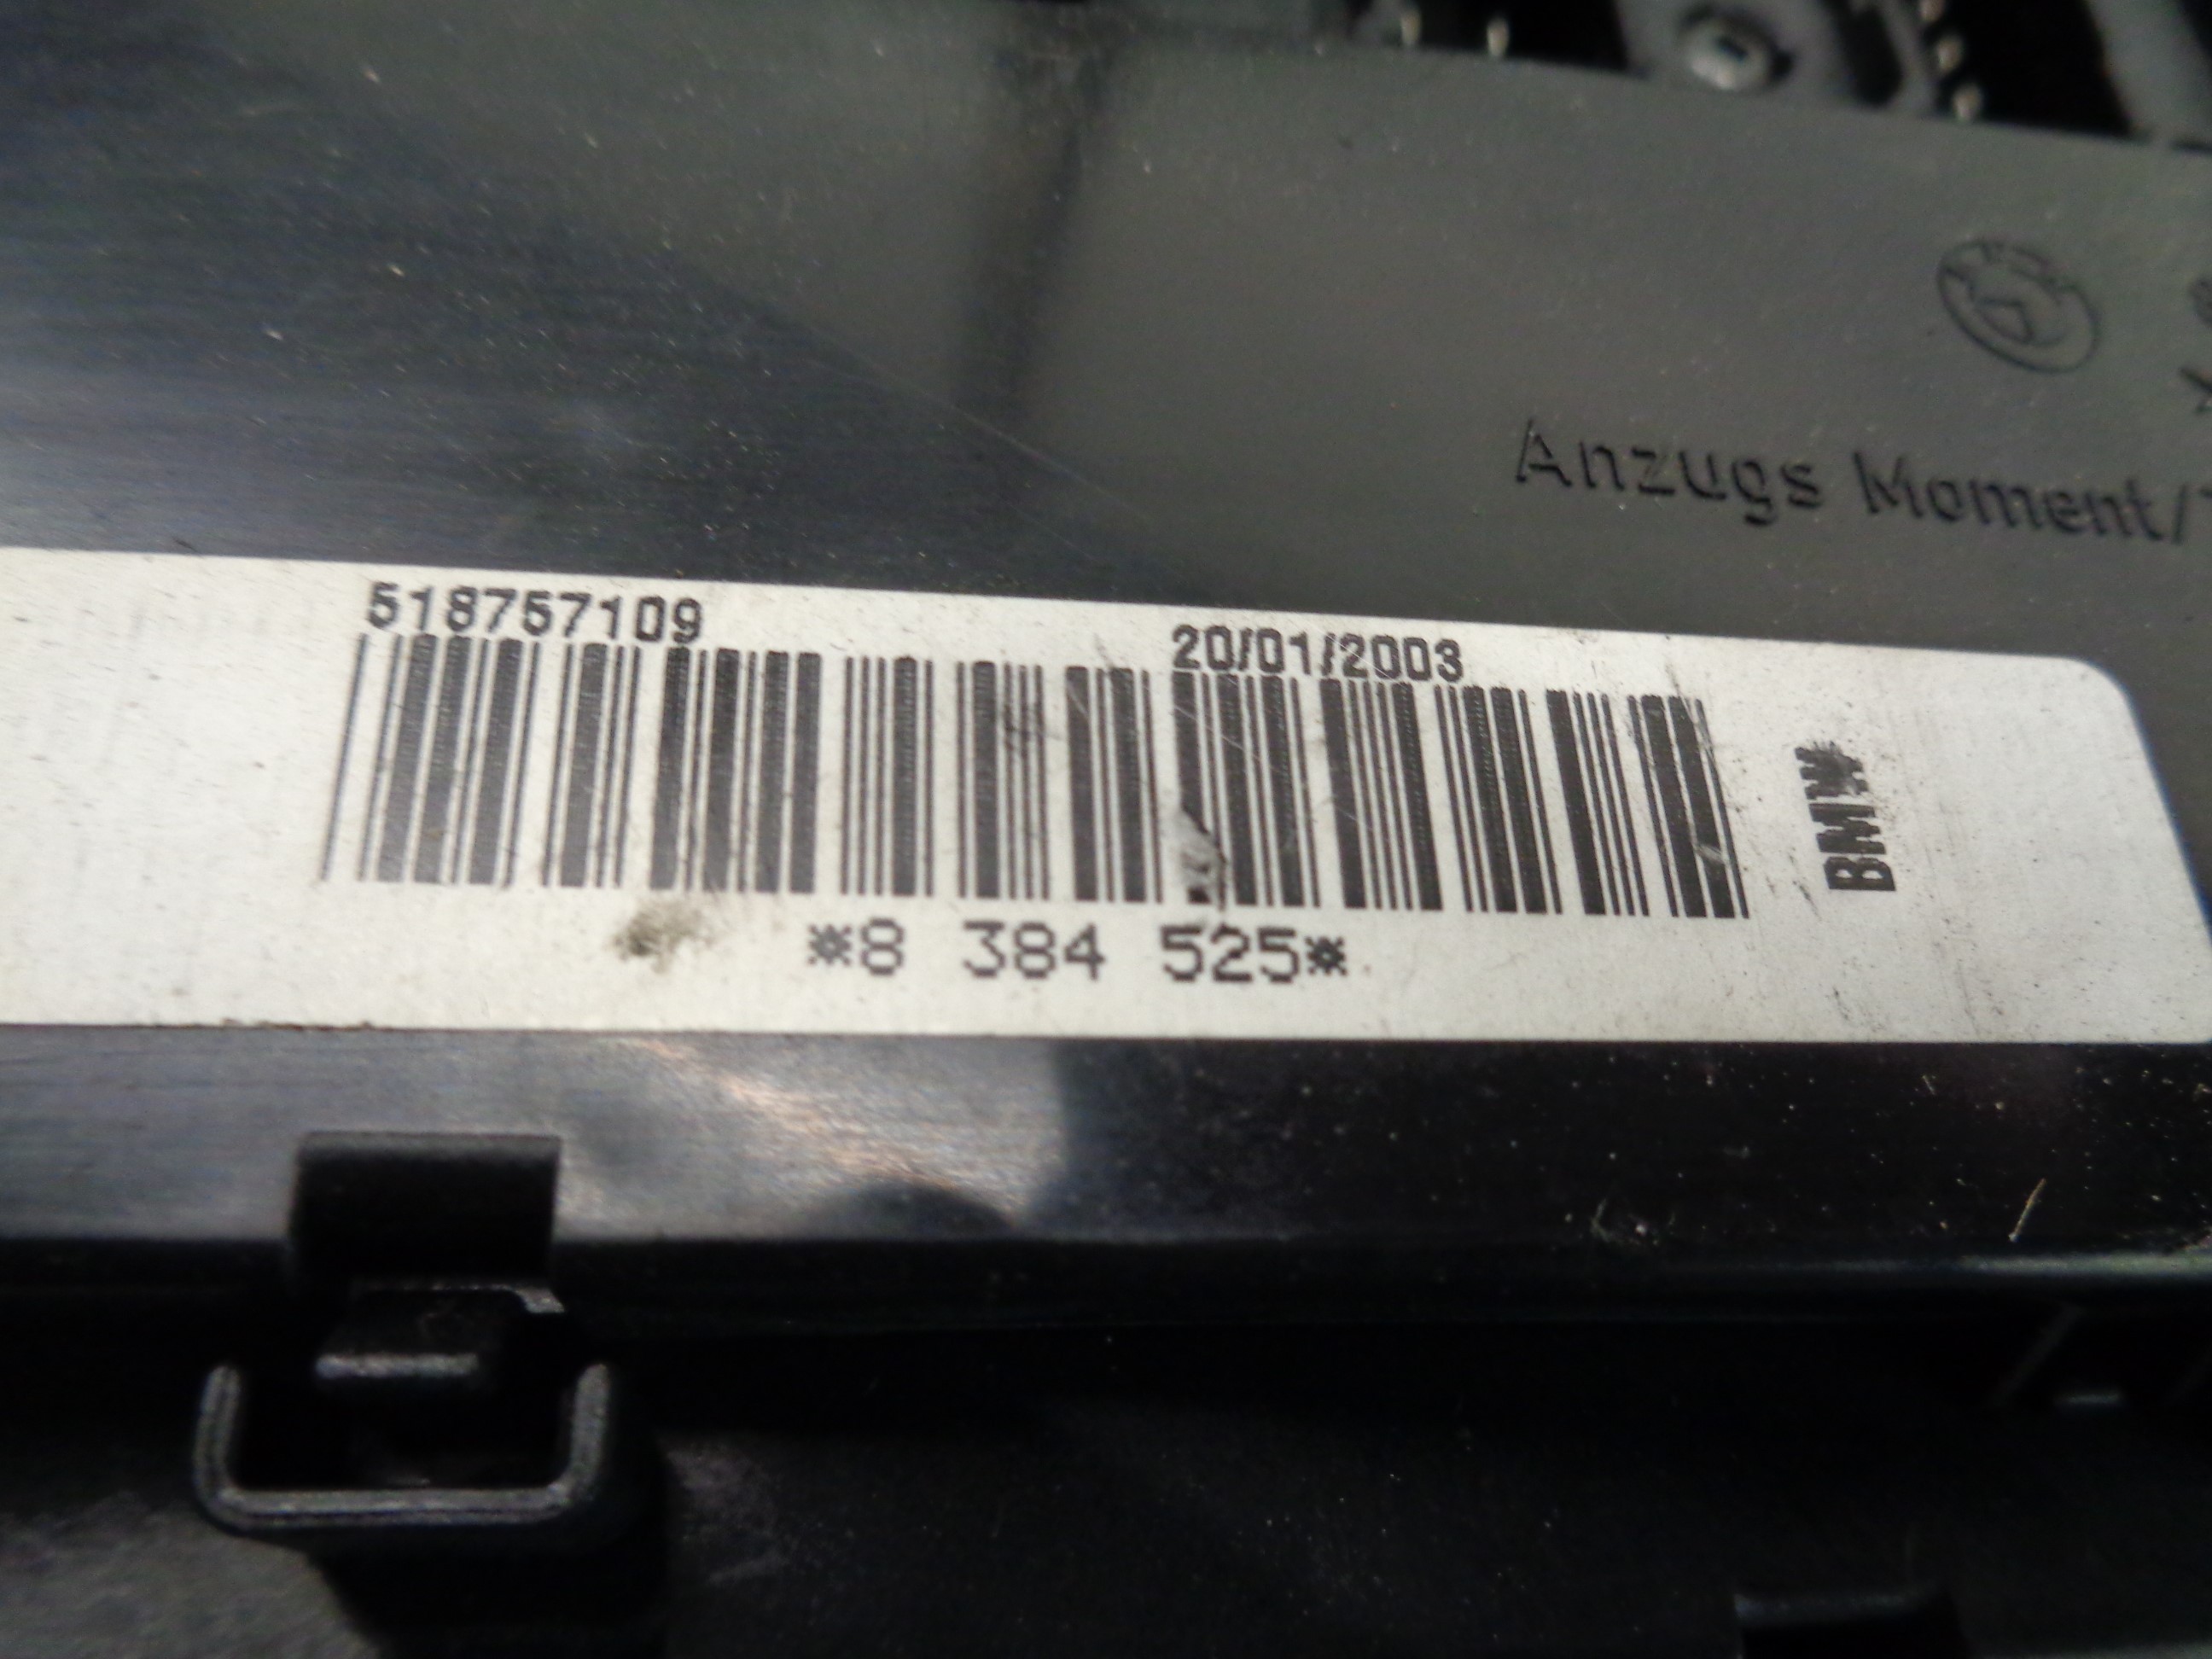 Anzugs Moment/
518757109
20/01/2003
BMW
*8 384 525*